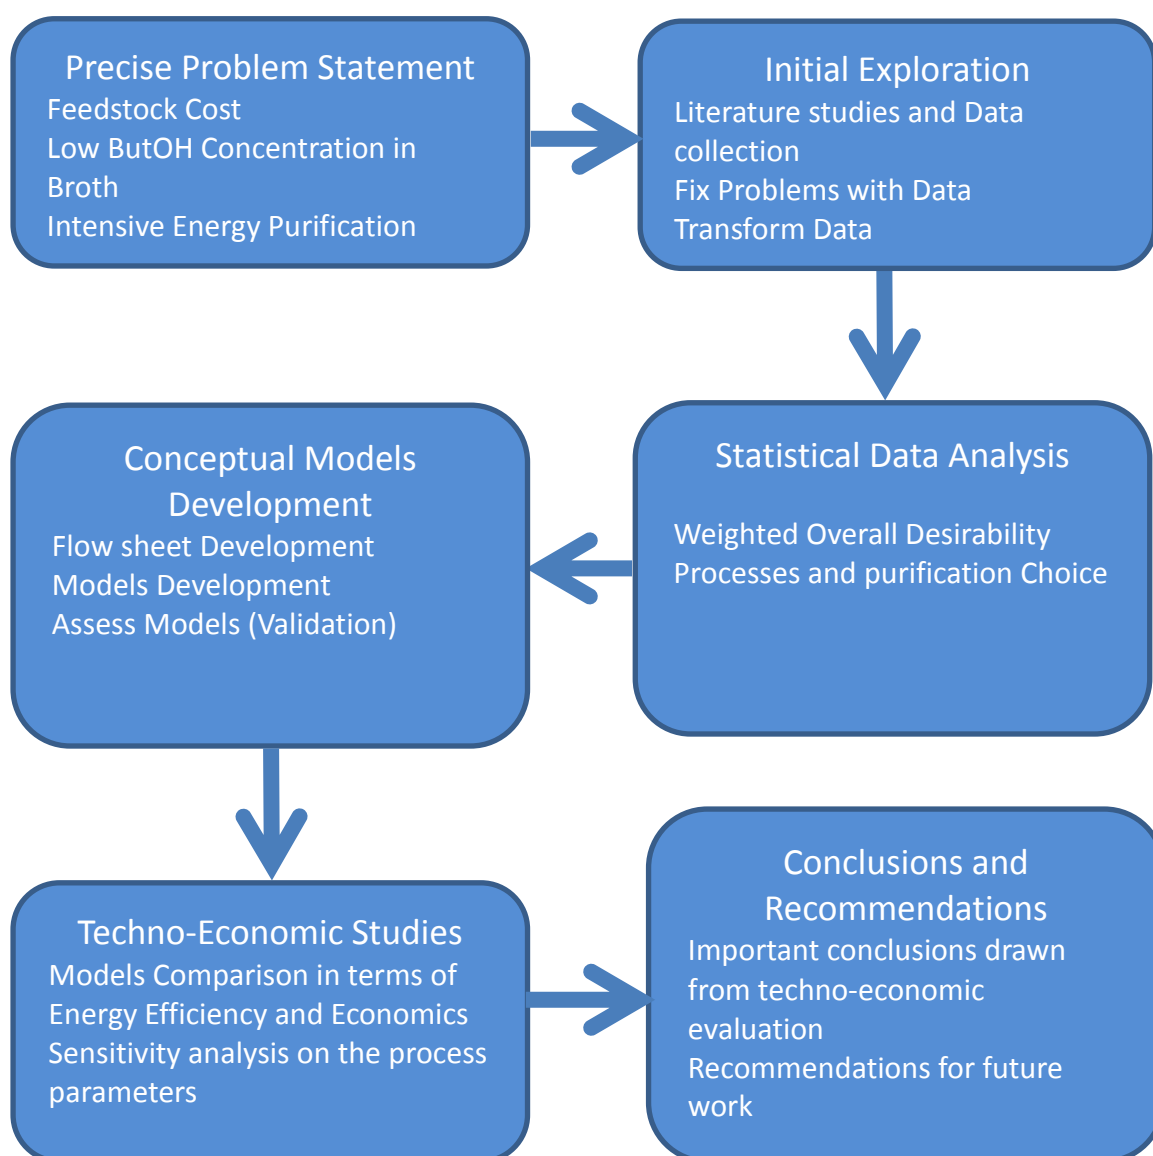 Precise Problem Statement
Feedstock Cost
Low ButOH Concentration in
Broth
Intensive Energy Purification
Initial Exploration
Literature studies and Data
collection
Fix Problems with Data
Transform Data
Statistical Data Analysis
Weighted Overall Desirability
Processes and purification Choice
Conceptual Models
Development
Flow sheet Development
Models Development
Assess Models (Validation)
Techno-Economic Studies
Models Comparison in terms of
Energy Efficiency and Economics
Sensitivity analysis on the process
parameters
Conclusions and
Recommendations
Important conclusions drawn
from techno-economic
evaluation
Recommendations for future
work